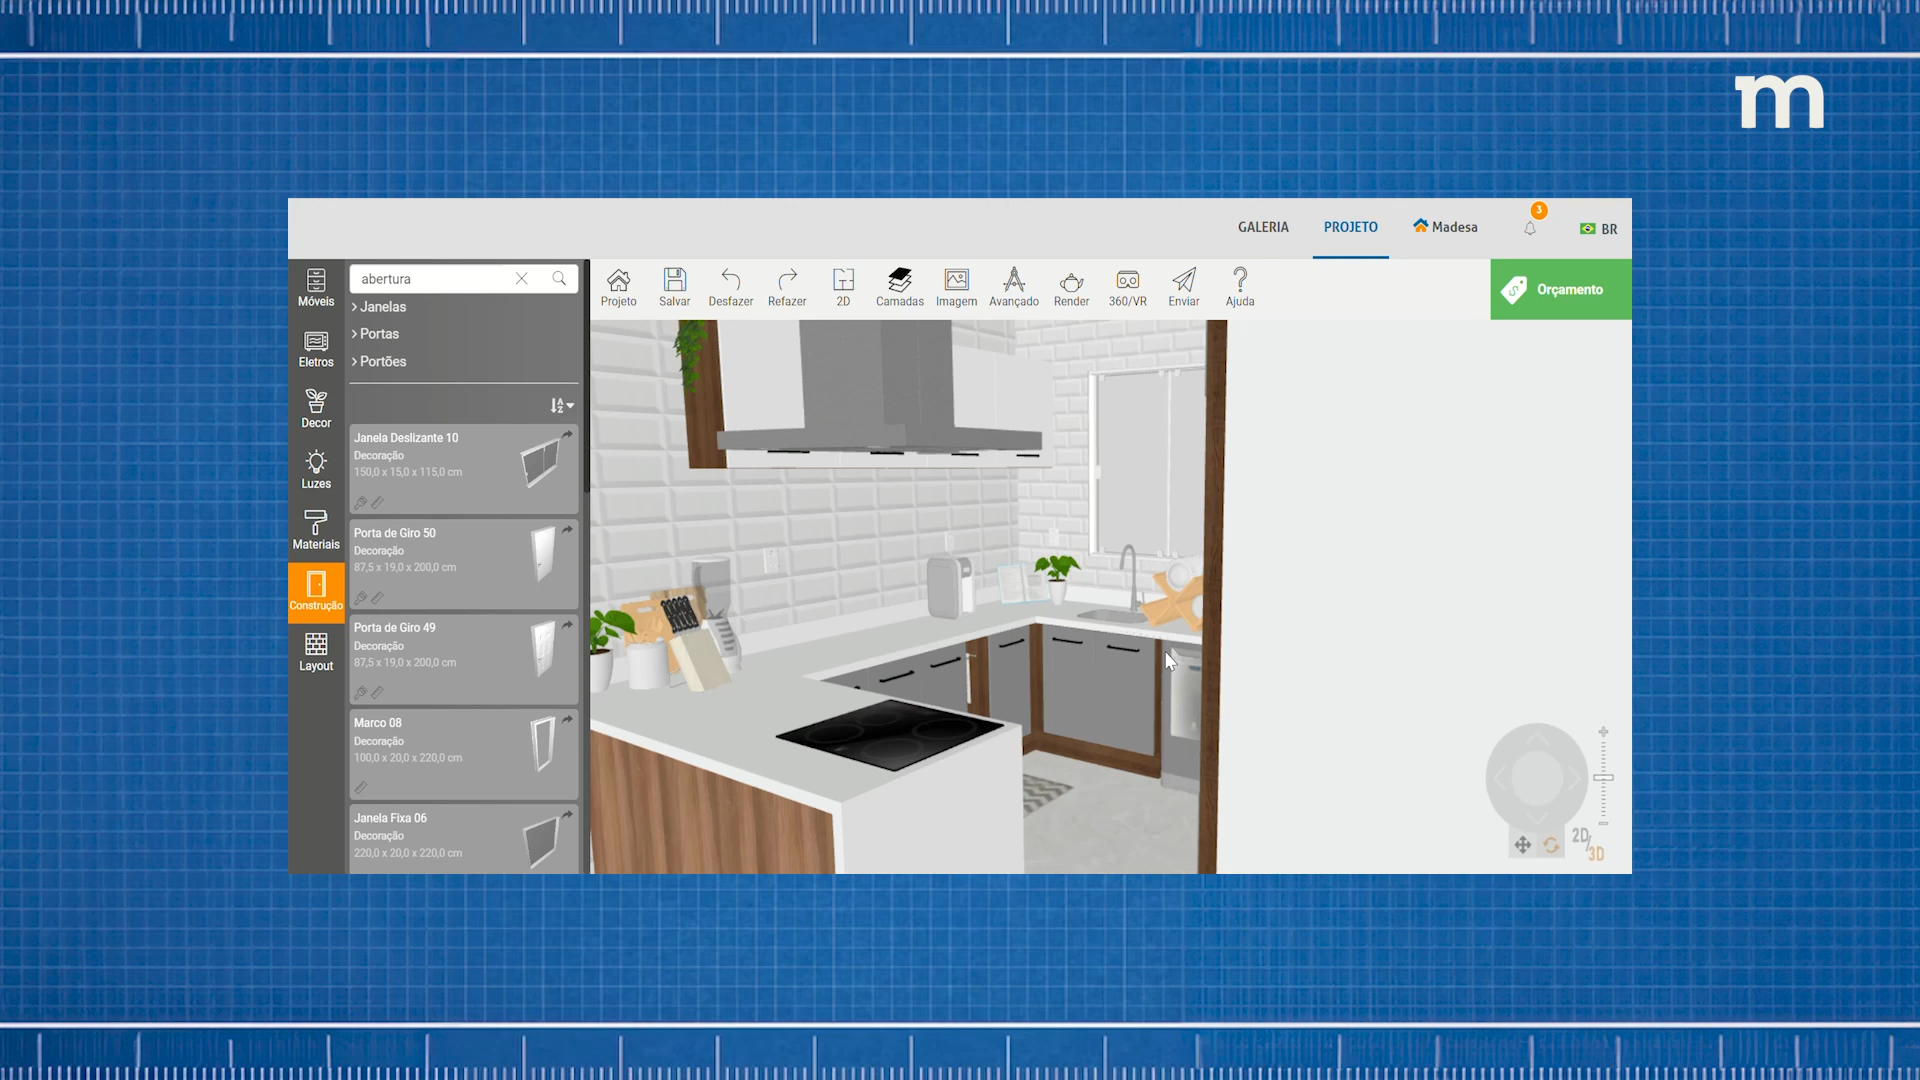 m
GALERIA
PROJETO
Madesa
3
BR
Móveis
Eletros
Decor
Luzes
Materiais
Construção
Layout
abertura
Janelas
Portas
Portões
Janela Deslizante 10
Decoração
150,0 x 15,0 x 115,0 cm
Porta de Giro 50
Decoração
87,5 x 19,0 x 200,0 cm
Porta de Giro 49
Decoração
87,5 x 19,0 x 200,0 cm
Marco 08
Decoração
100,0 x 20,0 x 220,0 cm
Janela Fixa 06
Decoração
220,0 x 20,0 x 220,0 cm
Projeto
Salvar
Desfazer
Refazer
2D
Camadas
Imagem
Avançado
Render
360/VR
Enviar
Ajuda
Orçamento
2D/3D